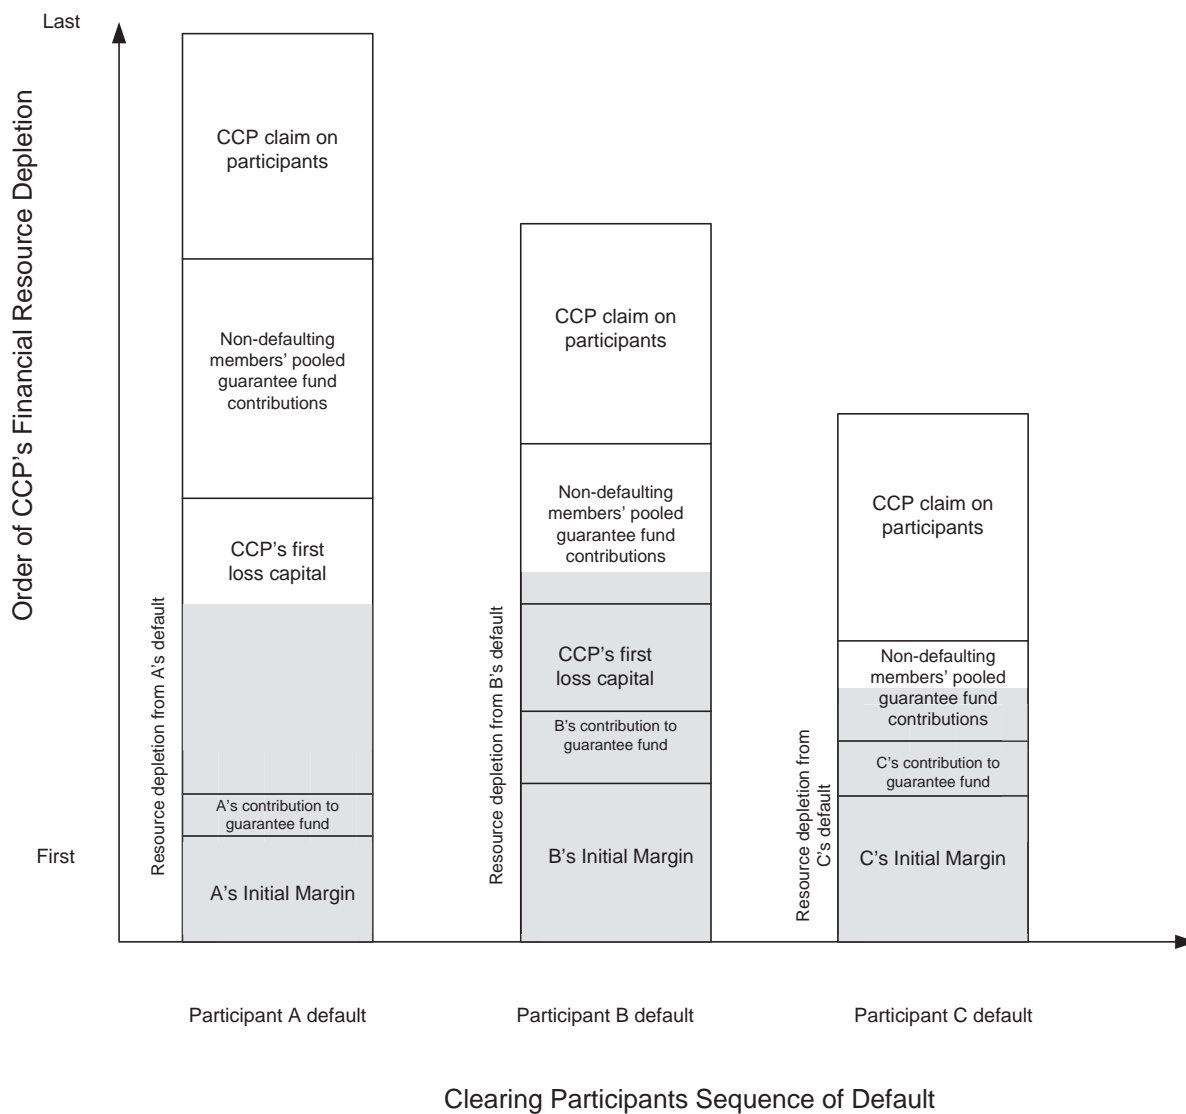 Last
Order of CCP's Financial Resource Depletion
First
CCP claim on
participants
Non-defaulting
members' pooled
guarantee fund
contributions
CCP's first
loss capital
Resource depletion from A's default
A's contribution to
guarantee fund
A's Initial Margin
CCP claim on
participants
Non-defaulting
members' pooled
guarantee fund
contributions
Resource depletion from B's default
CCP's first
loss capital
B's contribution to
guarantee fund
B's Initial Margin
CCP claim on
participants
Non-defaulting
members' pooled
guarantee fund
contributions
Resource depletion from
C's default
C's contribution to
guarantee fund
C's Initial Margin
Participant A default
Participant B default
Participant C default
Clearing Participants Sequence of Default